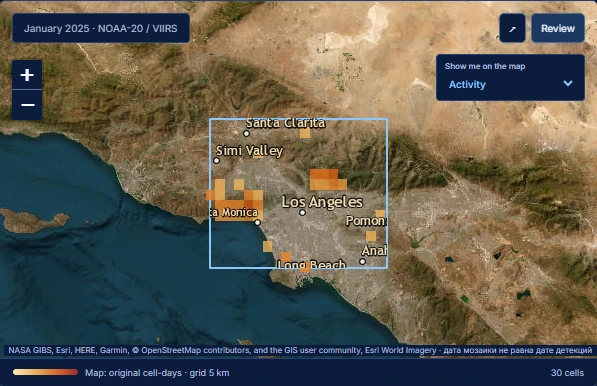 January 2025 · NOAA-20 / VIIRS
↗
Review
+
−
Show me on the map
Activity
Santa Clarita
Simi Valley
Los Angeles
ta Monica
Pomon
Anah
Long Beach
NASA GIBS, Esri, HERE, Garmin, © OpenStreetMap contributors, and the GIS user community, Esri World Imagery · дата мозаики не равна дате детекций
Map: original cell-days · grid 5 km
30 cells